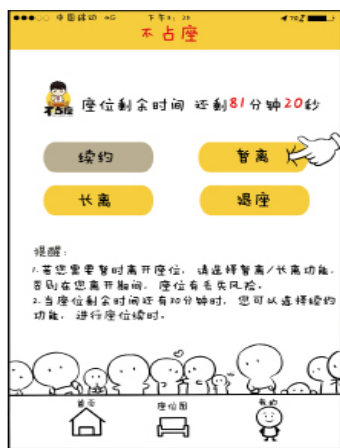 中国移动 4G 下午1:20 70%
不占座
不占座
座位剩余时间 还剩81分钟20秒
续约 暂离
长离 退座
提醒:
1.若您需要暂时离开座位, 请选择暂离/长离功能,
否则在您离开期间, 座位有丢失风险。
2.当座位剩余时间还有30分钟时, 您可以选择续约
功能, 进行座位续时。
首页 座位图 我的